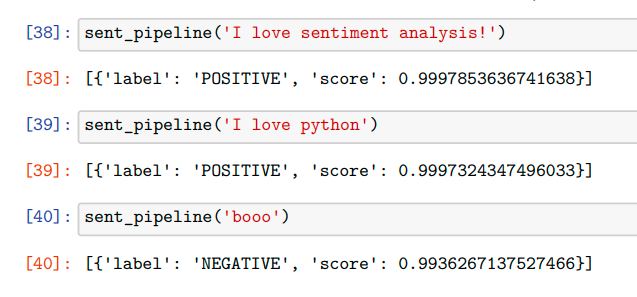 [38]: sent_pipeline('I love sentiment analysis!')
[38]: [{'label': 'POSITIVE', 'score': 0.9997853636741638}]
[39]: sent_pipeline('I love python')
[39]: [{'label': 'POSITIVE', 'score': 0.9997324347496033}]
[40]: sent_pipeline('booo')
[40]: [{'label': 'NEGATIVE', 'score': 0.9936267137527466}]